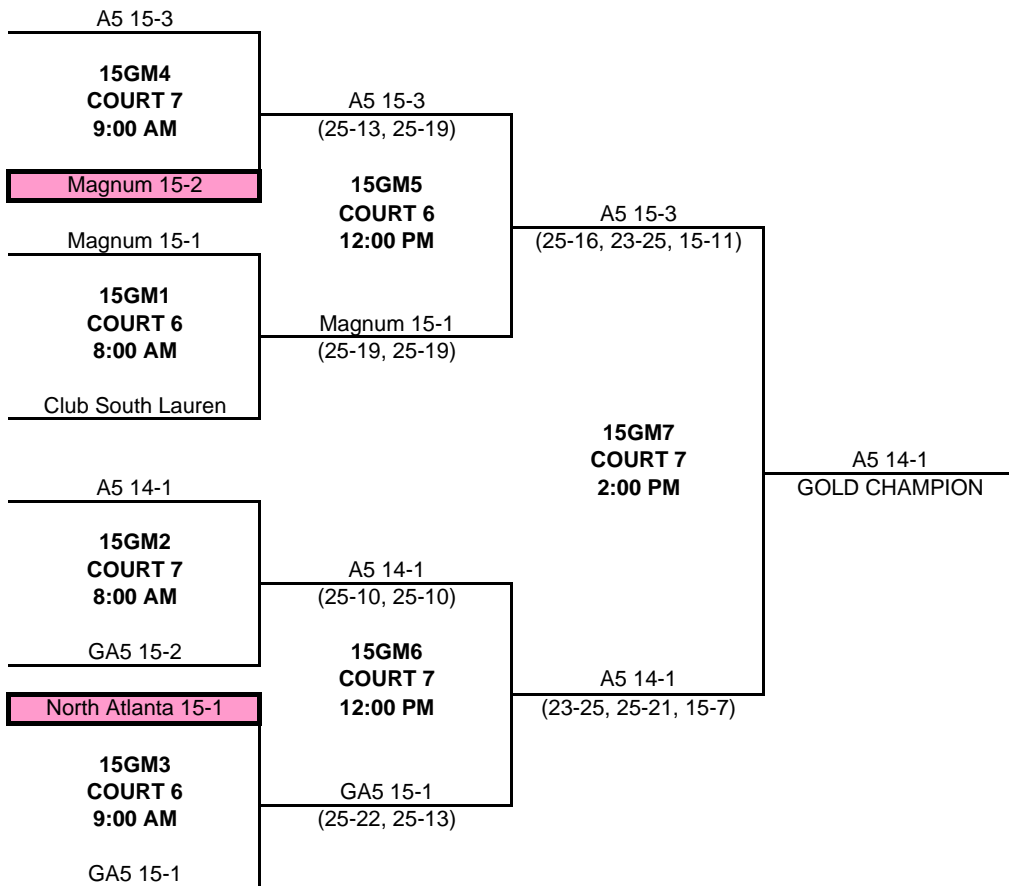 A5 15-3
15GM4
COURT 7
9:00 AM
A5 15-3
(25-13, 25-19)
Magnum 15-2
15GM5
COURT 6
12:00 PM
A5 15-3
(25-16, 23-25, 15-11)
Magnum 15-1
15GM1
COURT 6
8:00 AM
Magnum 15-1
(25-19, 25-19)
Club South Lauren
15GM7
COURT 7
2:00 PM
A5 14-1
GOLD CHAMPION
A5 14-1
15GM2
COURT 7
8:00 AM
A5 14-1
(25-10, 25-10)
GA5 15-2
15GM6
COURT 7
12:00 PM
A5 14-1
(23-25, 25-21, 15-7)
North Atlanta 15-1
15GM3
COURT 6
9:00 AM
GA5 15-1
(25-22, 25-13)
GA5 15-1